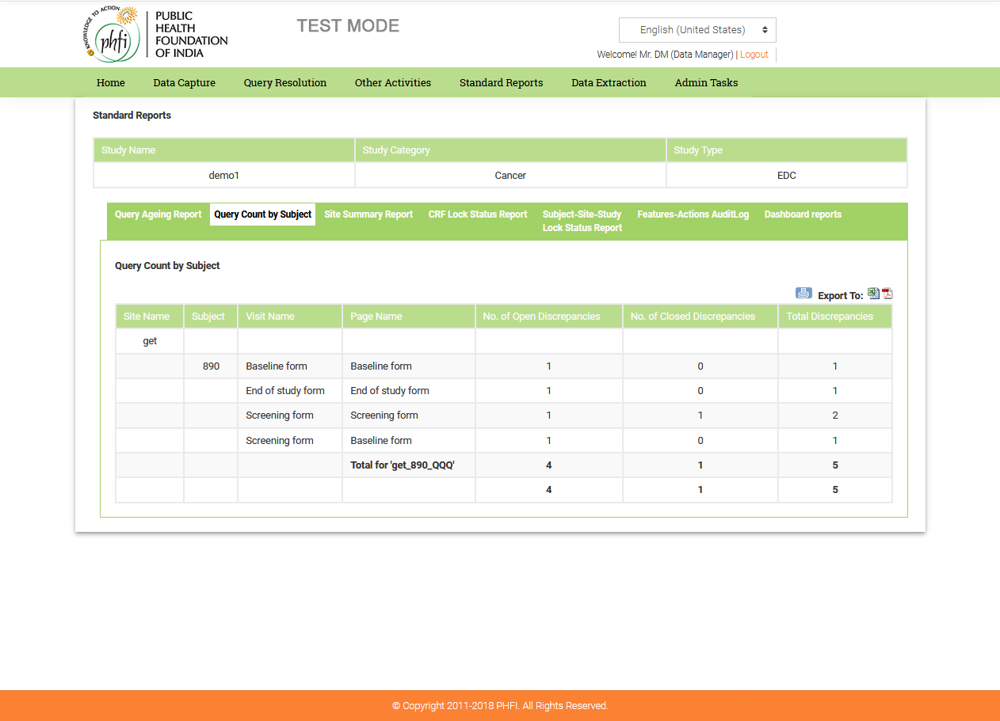 KNOWLEDGE TO ACTION
phfi
PUBLIC
HEALTH
FOUNDATION
OF INDIA
TEST MODE
English (United States)
Welcome! Mr. DM (Data Manager) | Logout
Home Data Capture Query Resolution Other Activities Standard Reports Data Extraction Admin Tasks
Standard Reports
Study Name Study Category Study Type
demo1 Cancer EDC
Query Ageing Report Query Count by Subject Site Summary Report CRF Lock Status Report Subject-Site-Study Features-Actions AuditLog Dashboard reports
Lock Status Report
Query Count by Subject
Export To:
Site Name Subject Visit Name Page Name No. of Open Discrepancies No. of Closed Discrepancies Total Discrepancies
get
890 Baseline form Baseline form 1 0 1
End of study form End of study form 1 0 1
Screening form Screening form 1 1 2
Screening form Baseline form 1 0 1
Total for 'get_890_QQQ' 4 1 5
4 1 5
© Copyright 2011-2018 PHFI. All Rights Reserved.